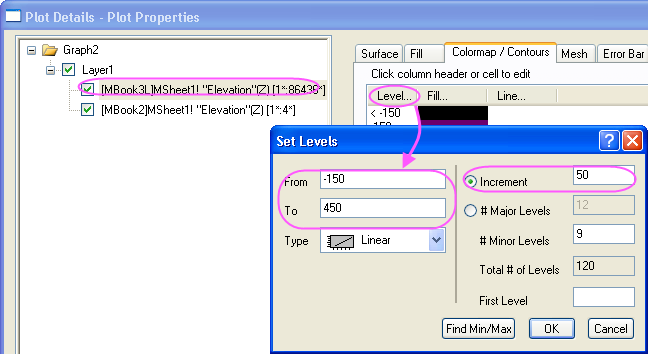 Plot Details - Plot Properties
Graph2
Layer1
[MBook3L]MSheet1! "Elevation"(Z) [1*:86439*]
[MBook2]MSheet1! "Elevation"(Z) [1*:4*]
Surface Fill Colormap / Contours Mesh Error Bar
Click column header or cell to edit
Level... Fill... Line...
< -150
-150
Set Levels
From -150
To 450
Type Linear
Increment 50
# Major Levels 12
# Minor Levels 9
Total # of Levels 120
First Level
Find Min/Max OK Cancel